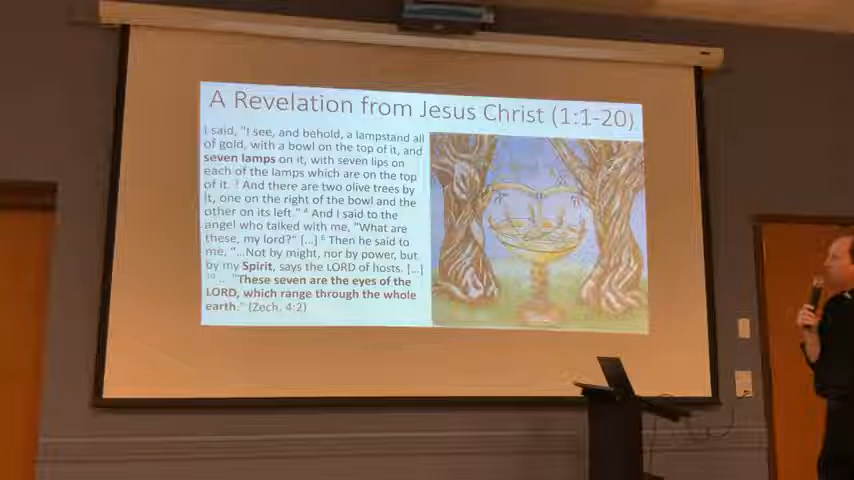 A Revelation from Jesus Christ (1:1-20)
I said, "I see, and behold, a lampstand all
of gold, with a bowl on the top of it, and
seven lamps on it, with seven lips on
each of the lamps which are on the top
of it. 3 And there are two olive trees by
it, one on the right of the bowl and the
other on its left." 4 And I said to the
angel who talked with me, "What are
these, my lord?" [...] 6 Then he said to
me, "...Not by might, nor by power, but
by my Spirit, says the LORD of hosts. [...]
10 ... "These seven are the eyes of the
LORD, which range through the whole
earth." (Zech. 4:2)